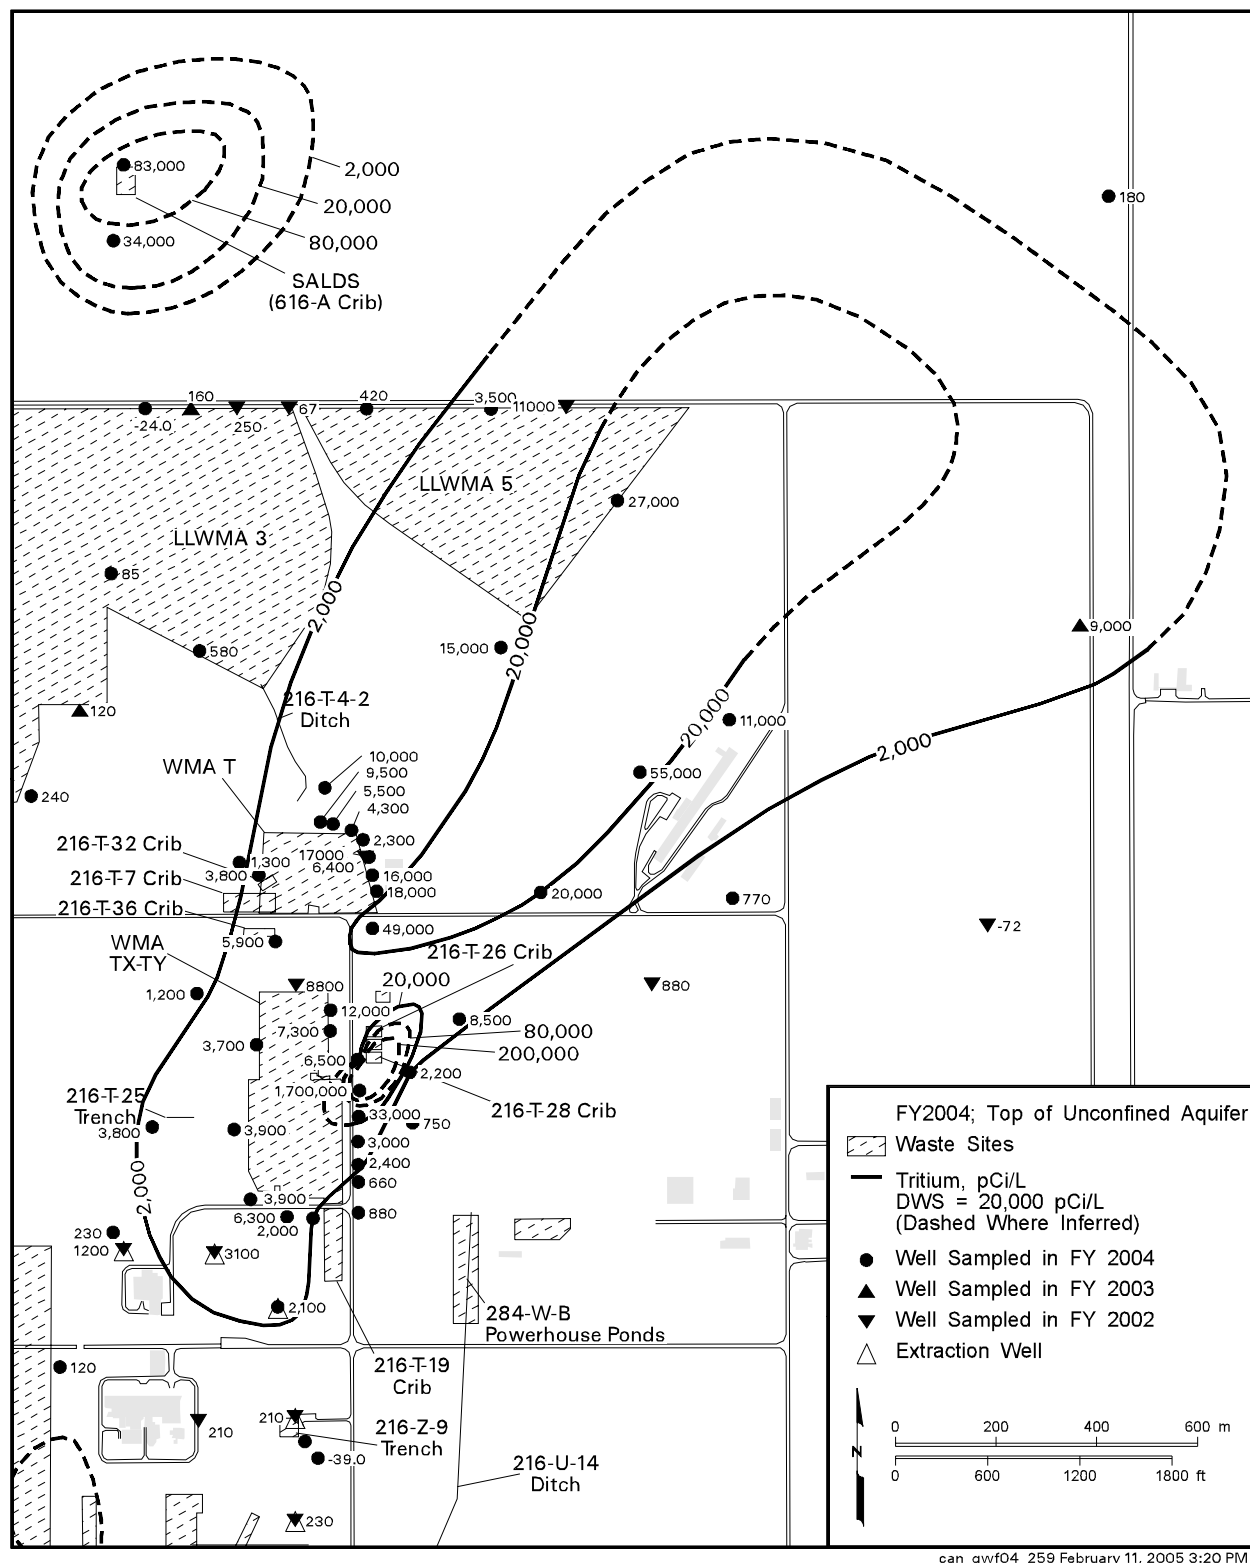 83,000
2,000
180
20,000
34,000
80,000
SALDS
(616-A Crib)
160
420
3,500
11000
67
-24.0
250
LLWMA 5
27,000
LLWMA 3
85
2,000
9,000
580
15,000
20,000
216-T-4-2
Ditch
120
20,000
11,000
2,000
WMA T
10,000
9,500
55,000
5,500
240
4,300
216-T-32 Crib
2,300
17000
1,300
6,400
3,800
16,000
216-T-7 Crib
18,000
20,000
770
216-T-36 Crib
49,000
-72
5,900
WMA
TX-TY
216-T-26 Crib
20,000
8800
880
1,200
12,000
8,500
7,300
80,000
3,700
200,000
6,500
2,200
1,700,000
216-T-25
Trench
216-T-28 Crib
33,000
750
3,800
3,900
3,000
2,400
2,000
660
3,900
880
6,300
2,000
230
1200
3100
2,100
284-W-B
Powerhouse Ponds
120
216-T-19
Crib
210
210
216-Z-9
Trench
-39.0
216-U-14
Ditch
230
FY2004; Top of Unconfined Aquifer
Waste Sites
Tritium, pCi/L
DWS = 20,000 pCi/L
(Dashed Where Inferred)
Well Sampled in FY 2004
Well Sampled in FY 2003
Well Sampled in FY 2002
Extraction Well
N
0 200 400 600 m
0 600 1200 1800 ft
can_gwf04_259 February 11, 2005 3:20 PM